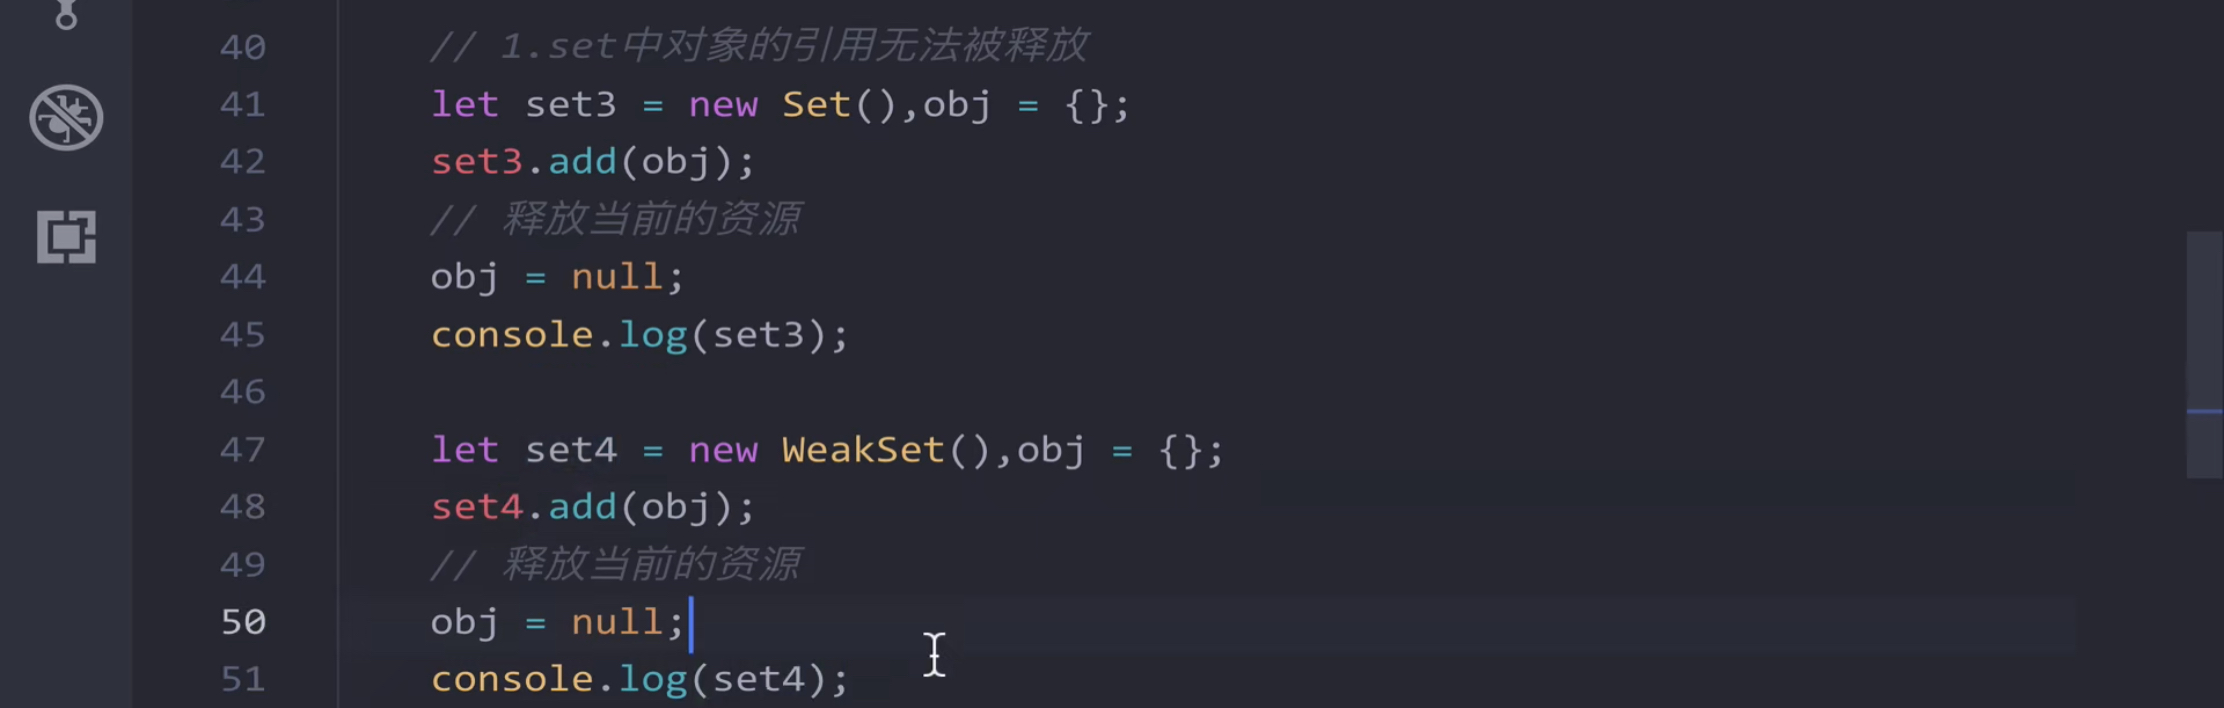 40 // 1.set中对象的引用无法被释放
41 let set3 = new Set(),obj = {};
42 set3.add(obj);
43 // 释放当前的资源
44 obj = null;
45 console.log(set3);
46
47 let set4 = new WeakSet(),obj = {};
48 set4.add(obj);
49 // 释放当前的资源
50 obj = null;
51 console.log(set4);